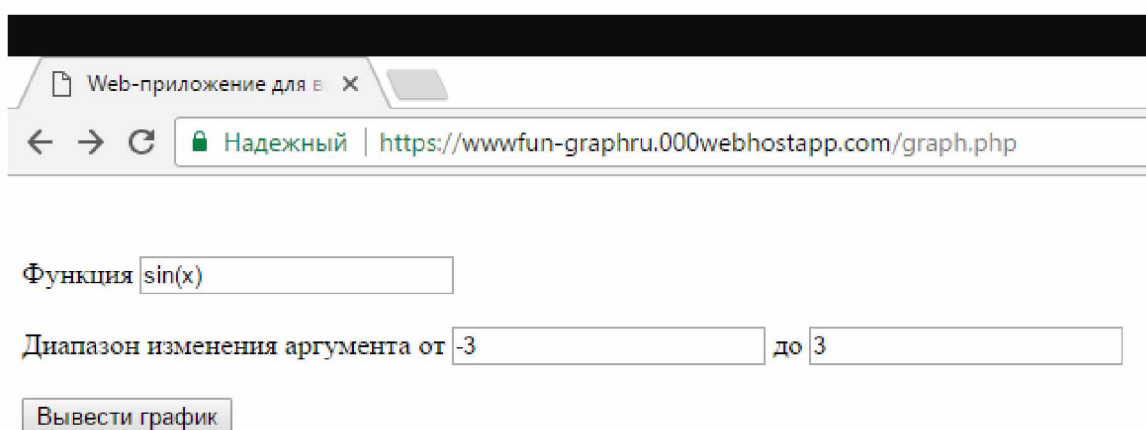 Web-приложение для в
Надежный | https://wwwfun-graphru.000webhostapp.com/graph.php
Функция sin(x)
Диапазон изменения аргумента от -3 до 3
Вывести график